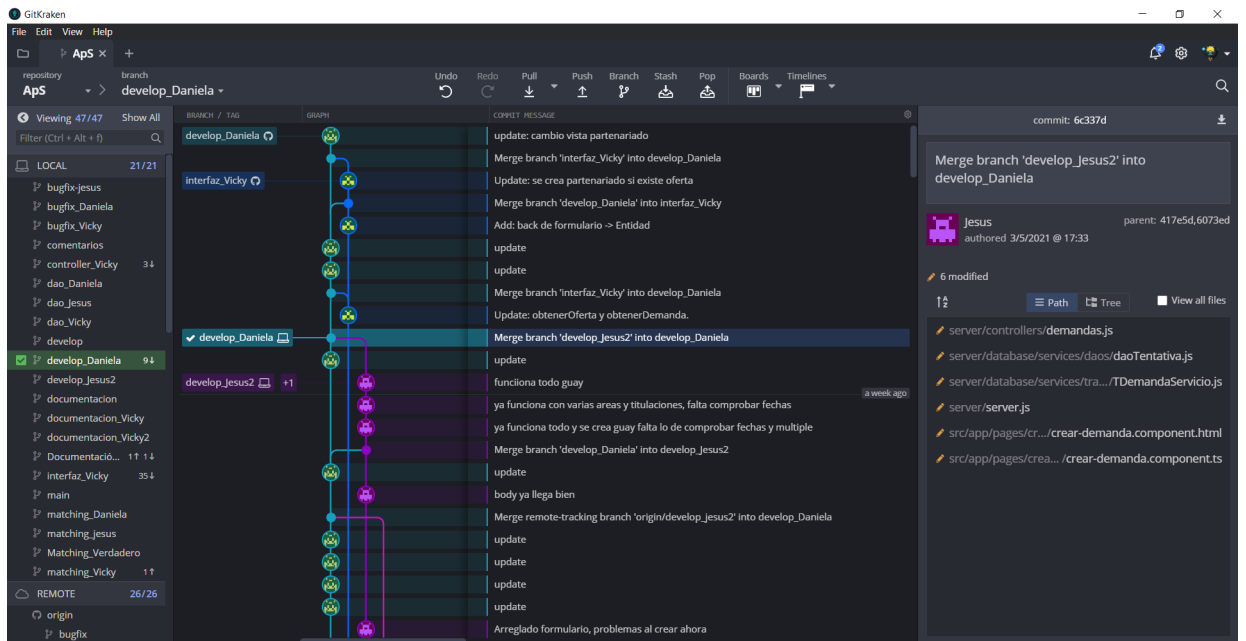 GitKraken
File Edit View Help
ApS
2
repository
ApS
branch
develop_Daniela
Undo
Redo
Pull
Push
Branch
Stash
Pop
Boards
Timelines
Viewing 47/47 Show All
Filter (Ctrl + Alt + f)
LOCAL 21/21
bugfix-jesus
bugfix_Daniela
bugfix_Vicky
comentarios
controller_Vicky 3↓
dao_Daniela
dao_Jesus
dao_Vicky
develop
develop_Daniela 9↓
develop_Jesus2
documentacion
documentacion_Vicky
documentacion_Vicky2
Documentació... 1↑ 1↓
interfaz_Vicky 35↓
main
matching_Daniela
matching_jesus
Matching_Verdadero
matching_Vicky 1↑
REMOTE 26/26
origin
bugfix
BRANCH / TAG GRAPH COMMIT MESSAGE
develop_Daniela update: cambio vista partenariado
Merge branch 'interfaz_Vicky' into develop_Daniela
interfaz_Vicky Update: se crea partenariado si existe oferta
Merge branch 'develop_Daniela' into interfaz_Vicky
Add: back de formulario -> Entidad
update
update
Merge branch 'interfaz_Vicky' into develop_Daniela
Update: obtenerOferta y obtenerDemanda.
develop_Daniela Merge branch 'develop_Jesus2' into develop_Daniela
update
develop_Jesus2 +1 funciiona todo guay
a week ago
ya funciona con varias areas y titulaciones, falta comprobar fechas
ya funciona todo y se crea guay falta lo de comprobar fechas y multiple
Merge branch 'develop_Daniela' into develop_Jesus2
update
body ya llega bien
Merge remote-tracking branch 'origin/develop_jesus2' into develop_Daniela
update
update
update
update
Arreglado formulario, problemas al crear ahora
commit: 6c337d
Merge branch 'develop_Jesus2' into
develop_Daniela
Jesus parent: 417e5d,6073ed
authored 3/5/2021 @ 17:33
6 modified
Path Tree View all files
server/controllers/demandas.js
server/database/services/daos/daoTentativa.js
server/database/services/tra.../TDemandaServicio.js
server/server.js
src/app/pages/cr.../crear-demanda.component.html
src/app/pages/crea... /crear-demanda.component.ts